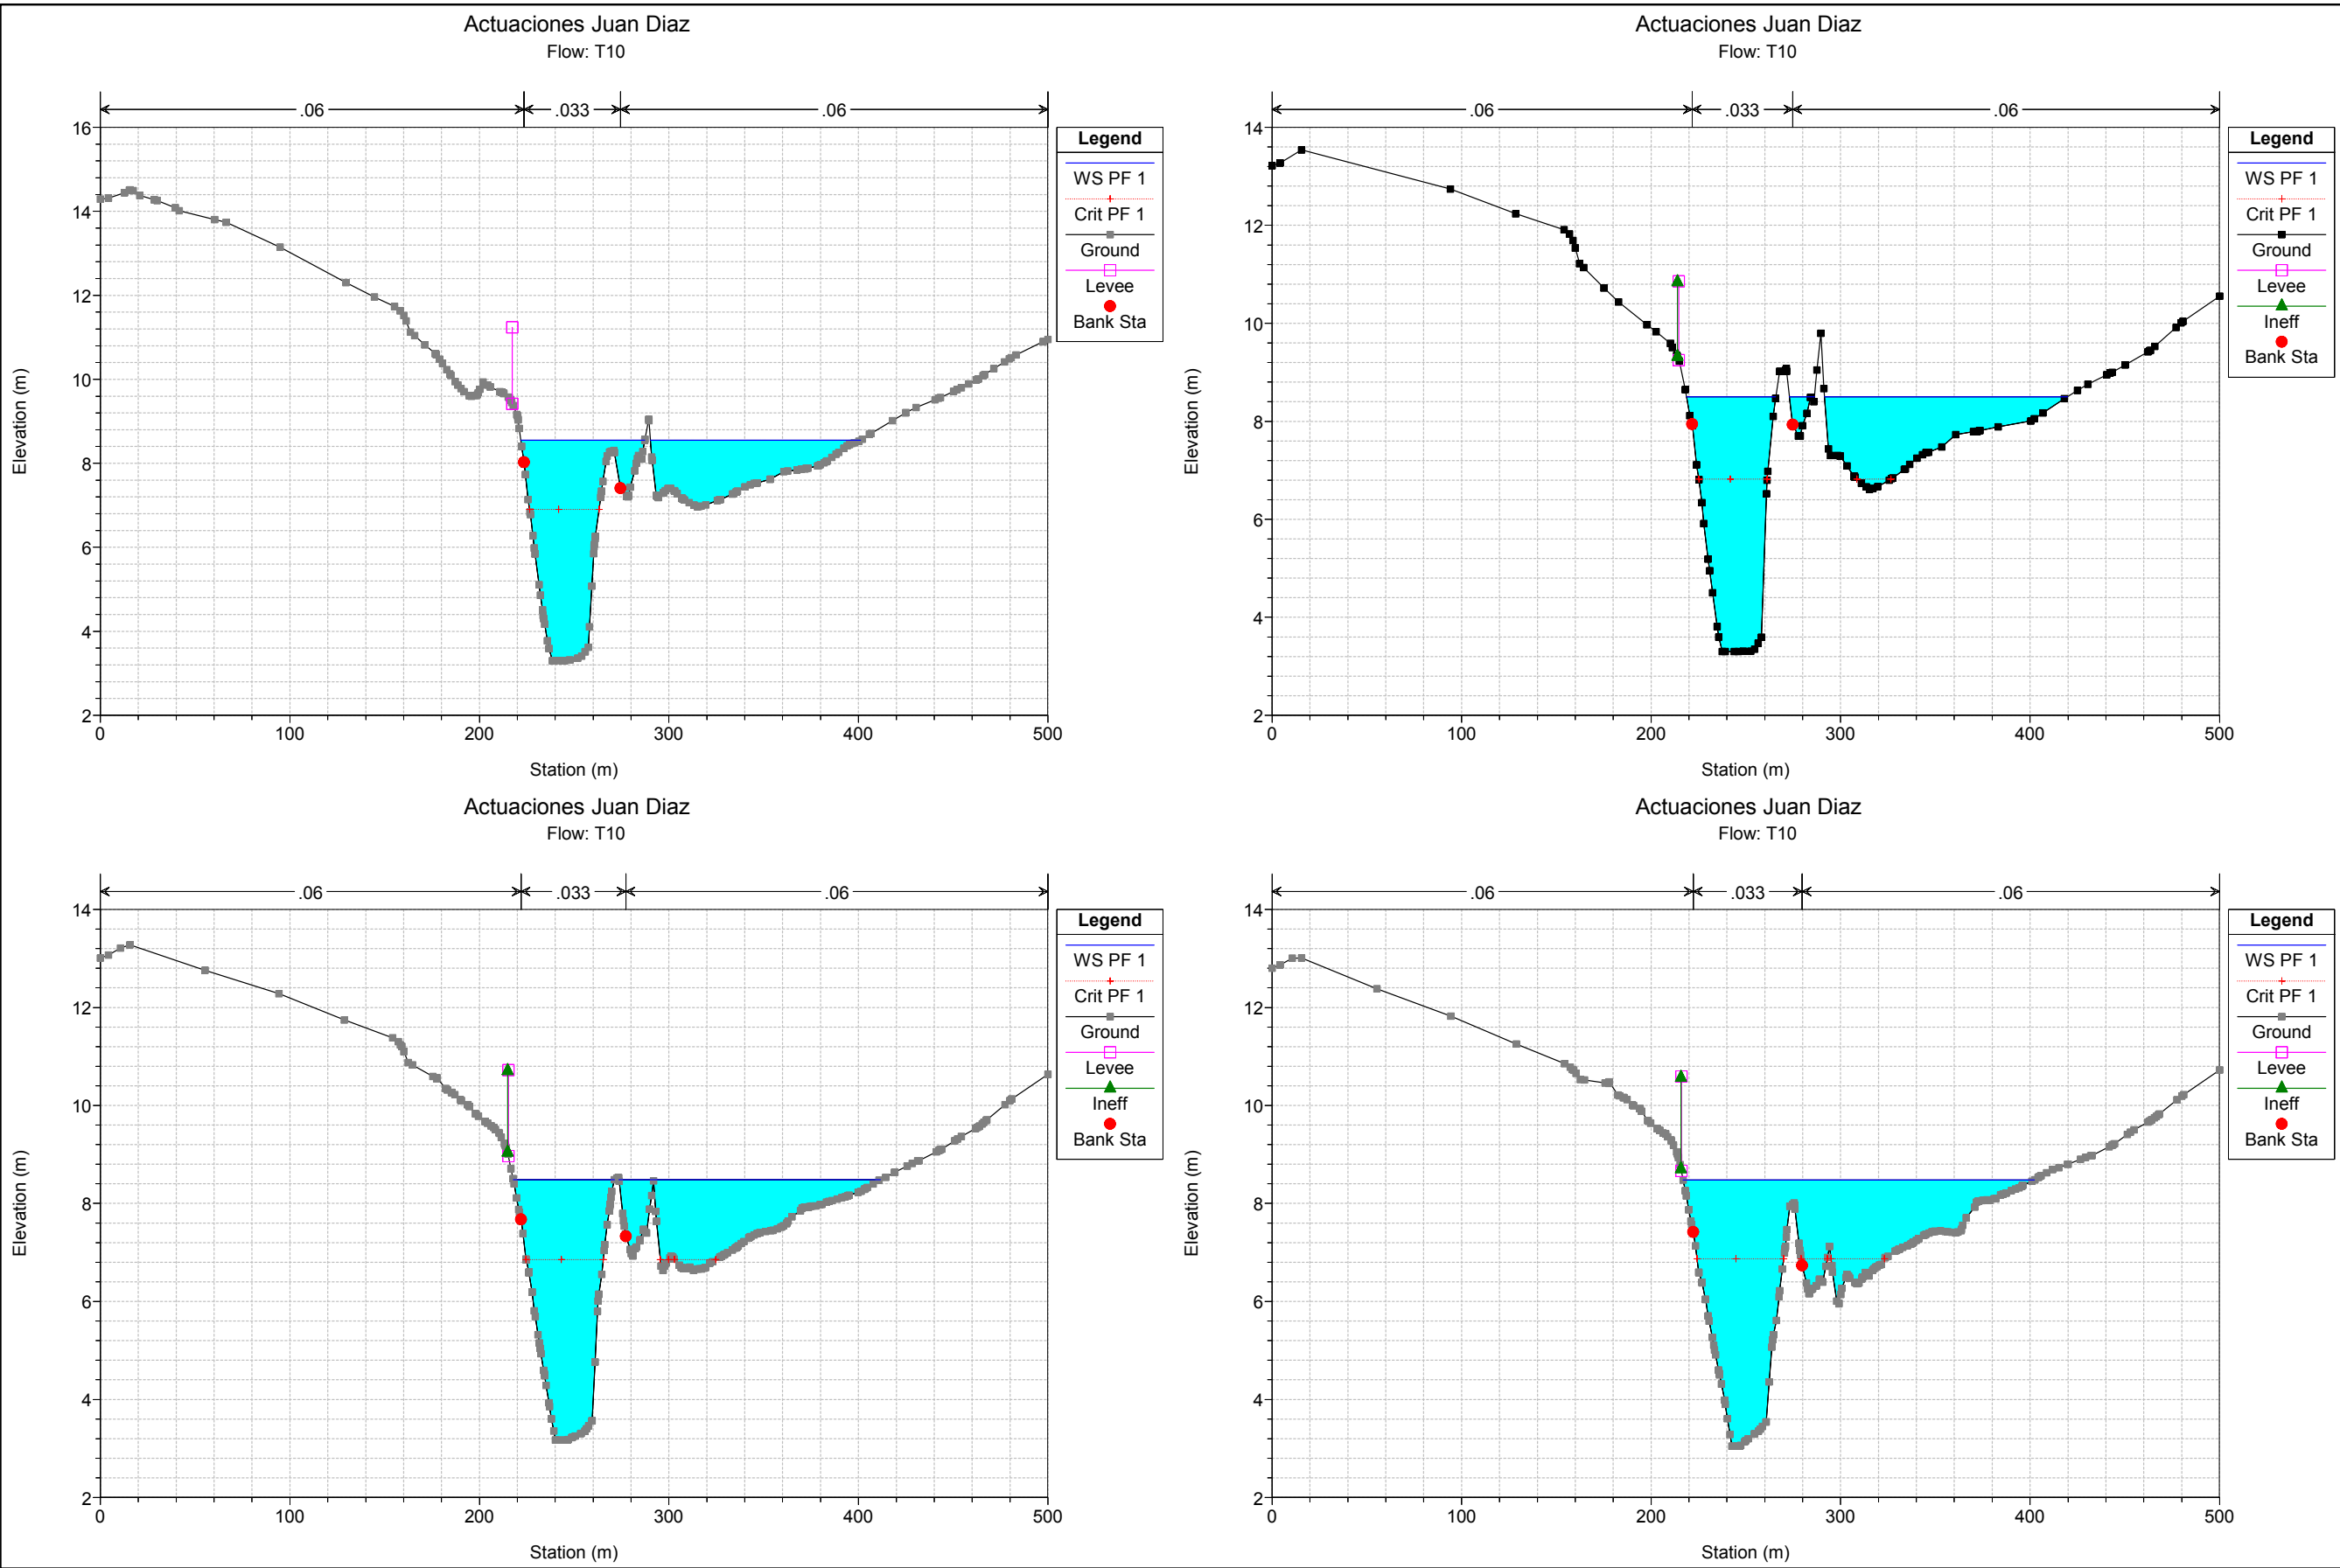 Actuaciones Juan Diaz
Flow: T10
.06
.033
.06
16
14
12
10
8
6
4
2
0
100
200
300
400
500
Elevation (m)
Station (m)
Legend
WS PF 1
Crit PF 1
Ground
Levee
Bank Sta
Actuaciones Juan Diaz
Flow: T10
.06
.033
.06
14
12
10
8
6
4
2
0
100
200
300
400
500
Elevation (m)
Station (m)
Legend
WS PF 1
Crit PF 1
Ground
Levee
Ineff
Bank Sta
Actuaciones Juan Diaz
Flow: T10
.06
.033
.06
14
12
10
8
6
4
2
0
100
200
300
400
500
Elevation (m)
Station (m)
Legend
WS PF 1
Crit PF 1
Ground
Levee
Ineff
Bank Sta
Actuaciones Juan Diaz
Flow: T10
.06
.033
.06
14
12
10
8
6
4
2
0
100
200
300
400
500
Elevation (m)
Station (m)
Legend
WS PF 1
Crit PF 1
Ground
Levee
Ineff
Bank Sta